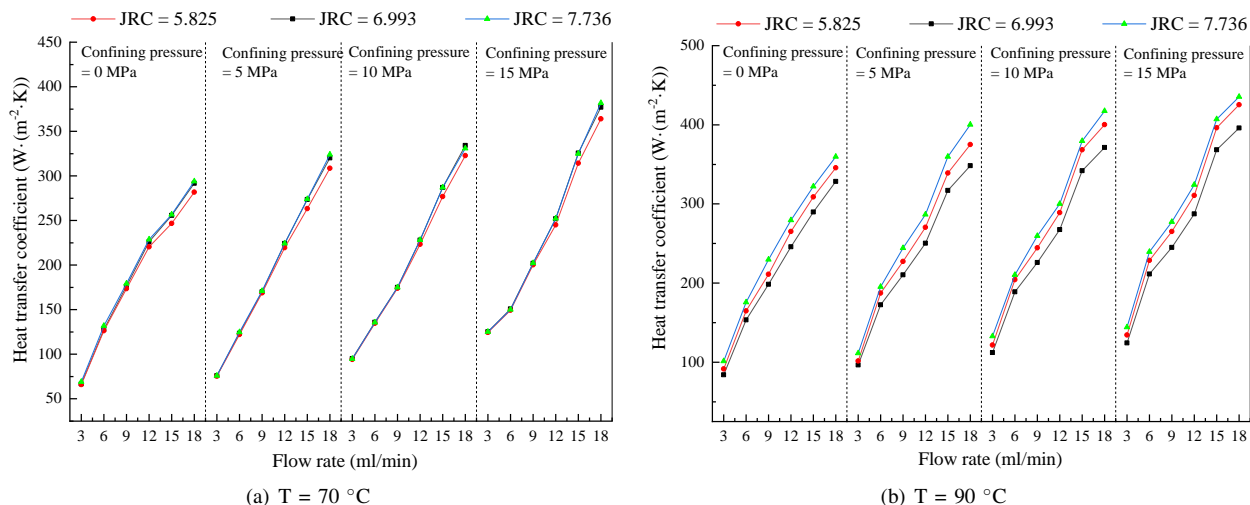 JRC = 5.825 JRC = 6.993 JRC = 7.736
450
400
350
300
250
200
150
100
50
Heat transfer coefficient (W·(m⁻²·K))
Confining pressure
= 0 MPa
Confining pressure
= 5 MPa
Confining pressure
= 10 MPa
Confining pressure
= 15 MPa
3 6 9 12 15 18 3 6 9 12 15 18 3 6 9 12 15 18 3 6 9 12 15 18
Flow rate (ml/min)
(a) T = 70 °C
JRC = 5.825 JRC = 6.993 JRC = 7.736
500
400
300
200
100
Heat transfer coefficient (W·(m⁻²·K))
Confining pressure
= 0 MPa
Confining pressure
= 5 MPa
Confining pressure
= 10 MPa
Confining pressure
= 15 MPa
3 6 9 12 15 18 3 6 9 12 15 18 3 6 9 12 15 18 3 6 9 12 15 18
Flow rate (ml/min)
(b) T = 90 °C